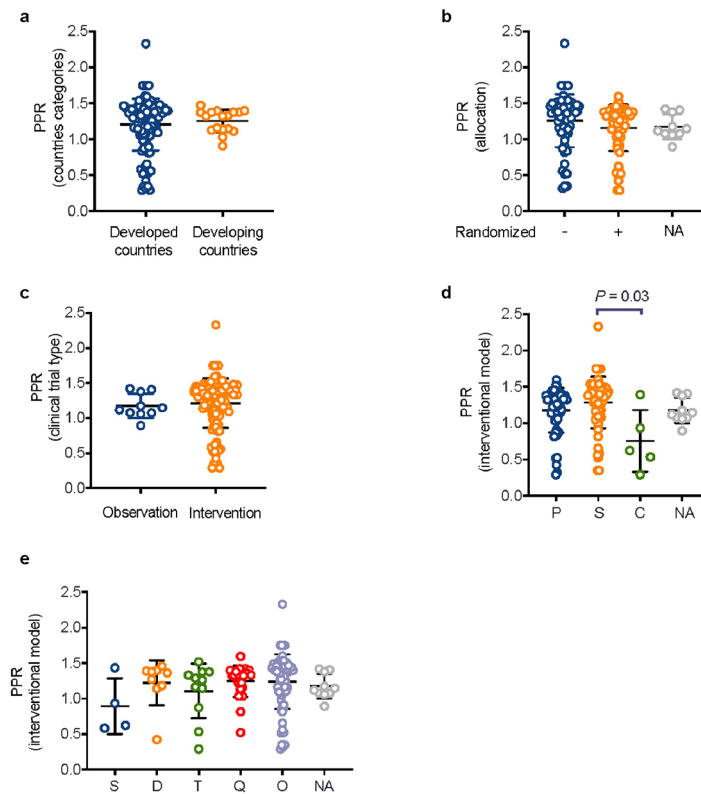 a
PPR
(countries categories)
2.5
2.0
1.5
1.0
0.5
0.0
Developed countries
Developing countries
b
PPR
(allocation)
2.5
2.0
1.5
1.0
0.5
0.0
Randomized - + NA
c
PPR
(clinical trial type)
2.5
2.0
1.5
1.0
0.5
0.0
Observation Intervention
d
P = 0.03
PPR
(interventional model)
2.5
2.0
1.5
1.0
0.5
0.0
P S C NA
e
PPR
(interventional model)
2.5
2.0
1.5
1.0
0.5
0.0
S D T Q O NA